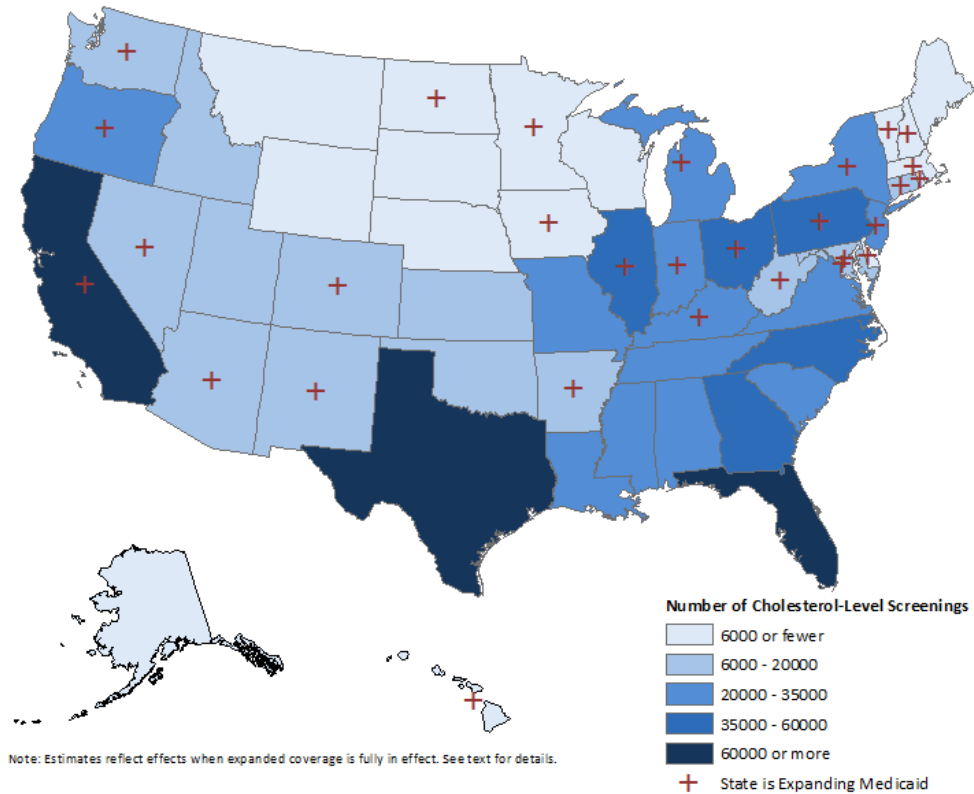 Number of Cholesterol-Level Screenings
6000 or fewer
6000 - 20000
20000 - 35000
35000 - 60000
60000 or more
State is Expanding Medicaid
Note: Estimates reflect effects when expanded coverage is fully in effect. See text for details.